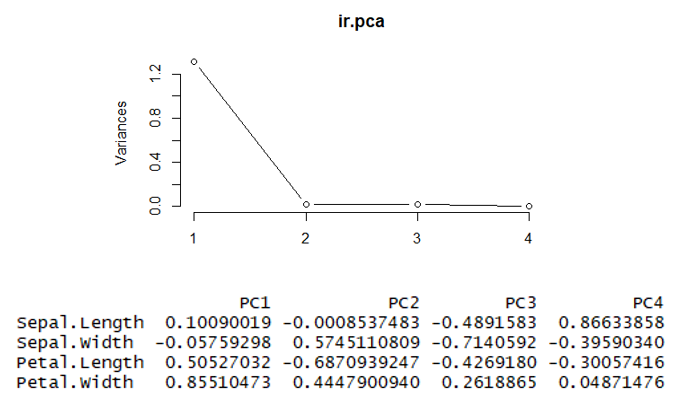 ir.pca
Variances
1.2
0.8
0.4
0.0
1 2 3 4
PC1 PC2 PC3 PC4
Sepal.Length 0.10090019 -0.0008537483 -0.4891583 0.86633858
Sepal.Width -0.05759298 0.5745110809 -0.7140592 -0.39590340
Petal.Length 0.50527032 -0.6870939247 -0.4269180 -0.30057416
Petal.Width 0.85510473 0.4447900940 0.2618865 0.04871476